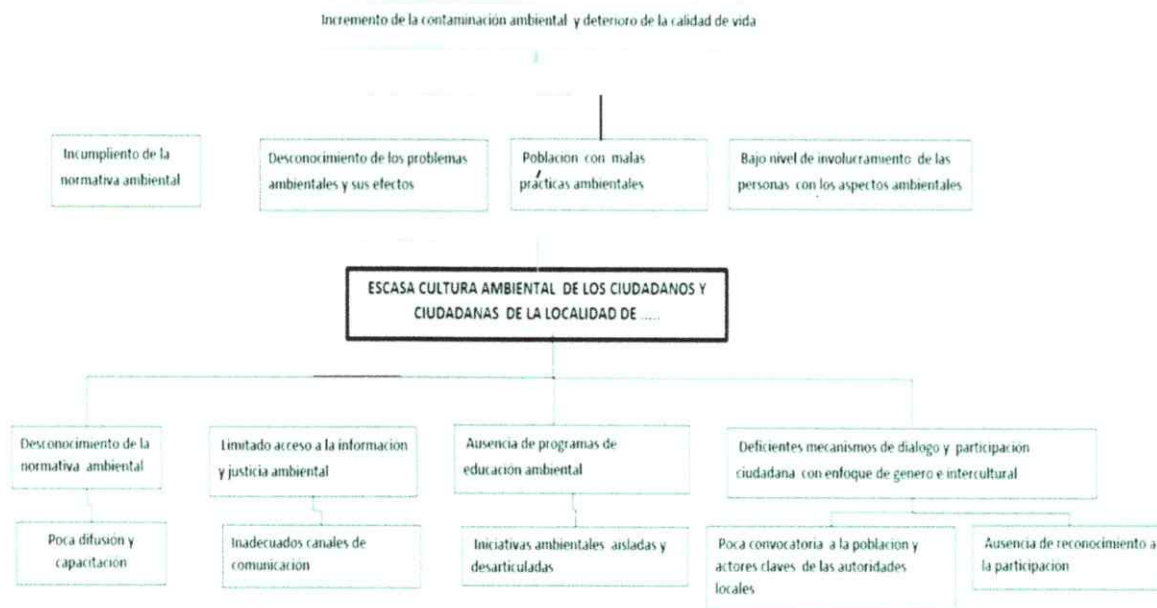 Incremento de la contaminación ambiental y deterioro de la calidad de vida
Incumpliento de la
normativa ambiental
Desconocimiento de los problemas
ambientales y sus efectos
Poblacion con malas
prácticas ambientales
Bajo nivel de involucramiento de las
personas con los aspectos ambientales
ESCASA CULTURA AMBIENTAL DE LOS CIUDADANOS Y
CIUDADANAS DE LA LOCALIDAD DE .....
Desconocimiento de la
normativa ambiental
Limitado acceso a la informacion
y justicia ambiental
Ausencia de programas de
educación ambiental
Deficientes mecanismos de dialogo y participación
ciudadana con enfoque de genero e intercultural
Poca difusión y
capacitación
Inadecuados canales de
comunicación
Iniciativas ambientales aisladas y
desarticuladas
Poca convocatoria a la poblacion y
actores claves de las autoridades
locales
Ausencia de reconocimiento a
la participacion